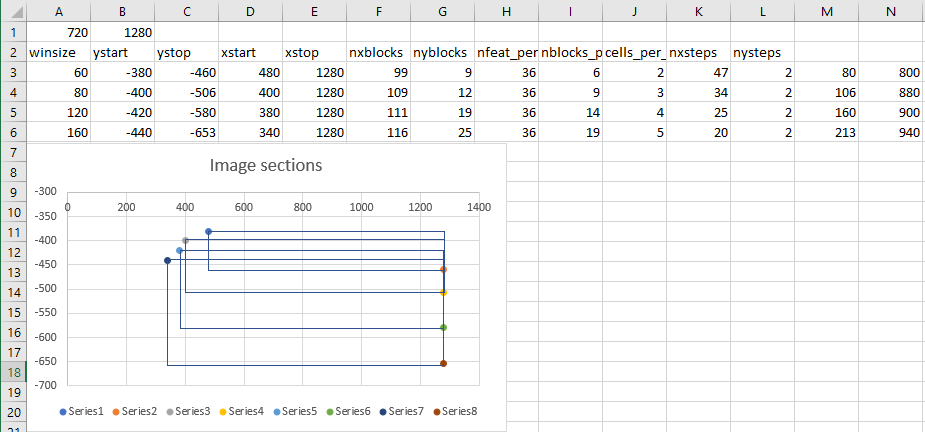 A B C D E F G H I J K L M N
1 720 1280
2 winsize ystart ystop xstart xstop nxblocks nyblocks nfeat_per nblocks_p cells_per_ nxsteps nysteps
3 60 -380 -460 480 1280 99 9 36 6 2 47 2 80 800
4 80 -400 -506 400 1280 109 12 36 9 3 34 2 106 880
5 120 -420 -580 380 1280 111 19 36 14 4 25 2 160 900
6 160 -440 -653 340 1280 116 25 36 19 5 20 2 213 940
7
8 Image sections
9 -300
10 0 200 400 600 800 1000 1200 1400
-350
11
12 -400
13 -450
14 -500
15 -550
16
17 -600
18 -650
19 -700
20 Series1 Series2 Series3 Series4 Series5 Series6 Series7 Series8
21